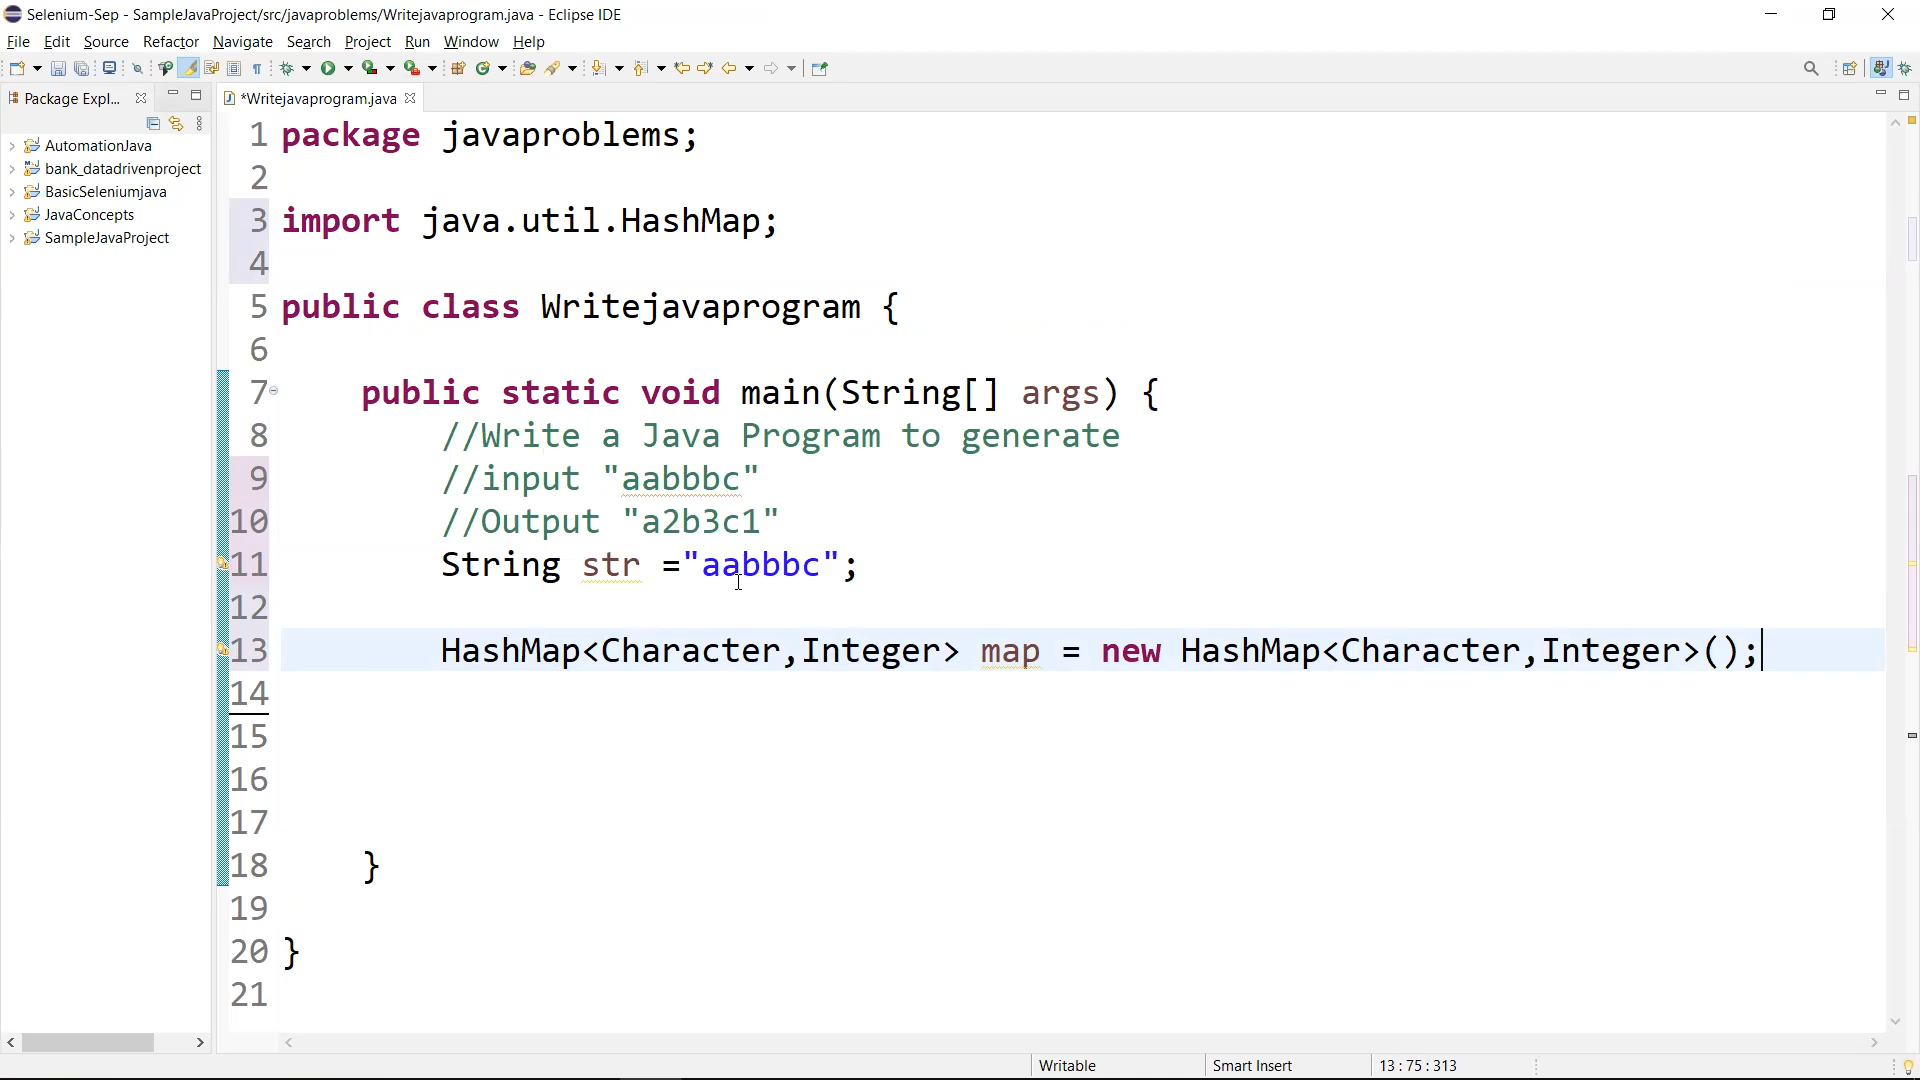 Selenium-Sep - SampleJavaProject/src/javaproblems/Writejavaprogram.java - Eclipse IDE
File Edit Source Refactor Navigate Search Project Run Window Help
Package Expl...
*Writejavaprogram.java
AutomationJava
bank_datadrivenproject
BasicSeleniumjava
JavaConcepts
SampleJavaProject
1 package javaproblems;
2
3 import java.util.HashMap;
4
5 public class Writejavaprogram {
6
7 public static void main(String[] args) {
8 //Write a Java Program to generate
9 //input "aabbbc"
10 //Output "a2b3c1"
11 String str ="aabbbc";
12
13 HashMap<Character,Integer> map = new HashMap<Character,Integer>();
14
15
16
17
18 }
19
20 }
21
Writable Smart Insert 13 : 75 : 313